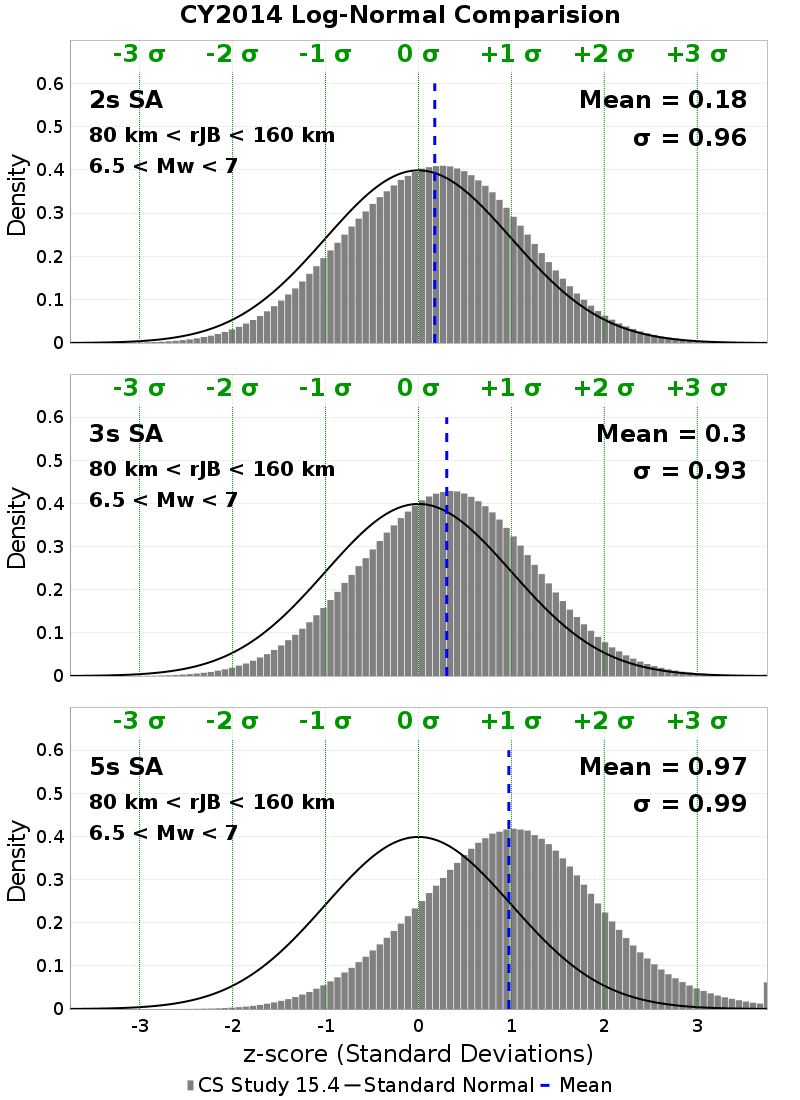 CY2014 Log-Normal Comparision
-3 σ -2 σ -1 σ 0 σ +1 σ +2 σ +3 σ
0.6
2s SA Mean = 0.18
0.5
80 km < rJB < 160 km σ = 0.96
6.5 < Mw < 7
0.4
0.3
0.2
0.1
0
Density
-3 σ -2 σ -1 σ 0 σ +1 σ +2 σ +3 σ
0.6
3s SA Mean = 0.3
0.5
80 km < rJB < 160 km σ = 0.93
6.5 < Mw < 7
0.4
0.3
0.2
0.1
0
Density
-3 σ -2 σ -1 σ 0 σ +1 σ +2 σ +3 σ
0.6
5s SA Mean = 0.97
0.5
80 km < rJB < 160 km σ = 0.99
6.5 < Mw < 7
0.4
0.3
0.2
0.1
0
Density
-3 -2 -1 0 1 2 3
z-score (Standard Deviations)
CS Study 15.4 Standard Normal Mean